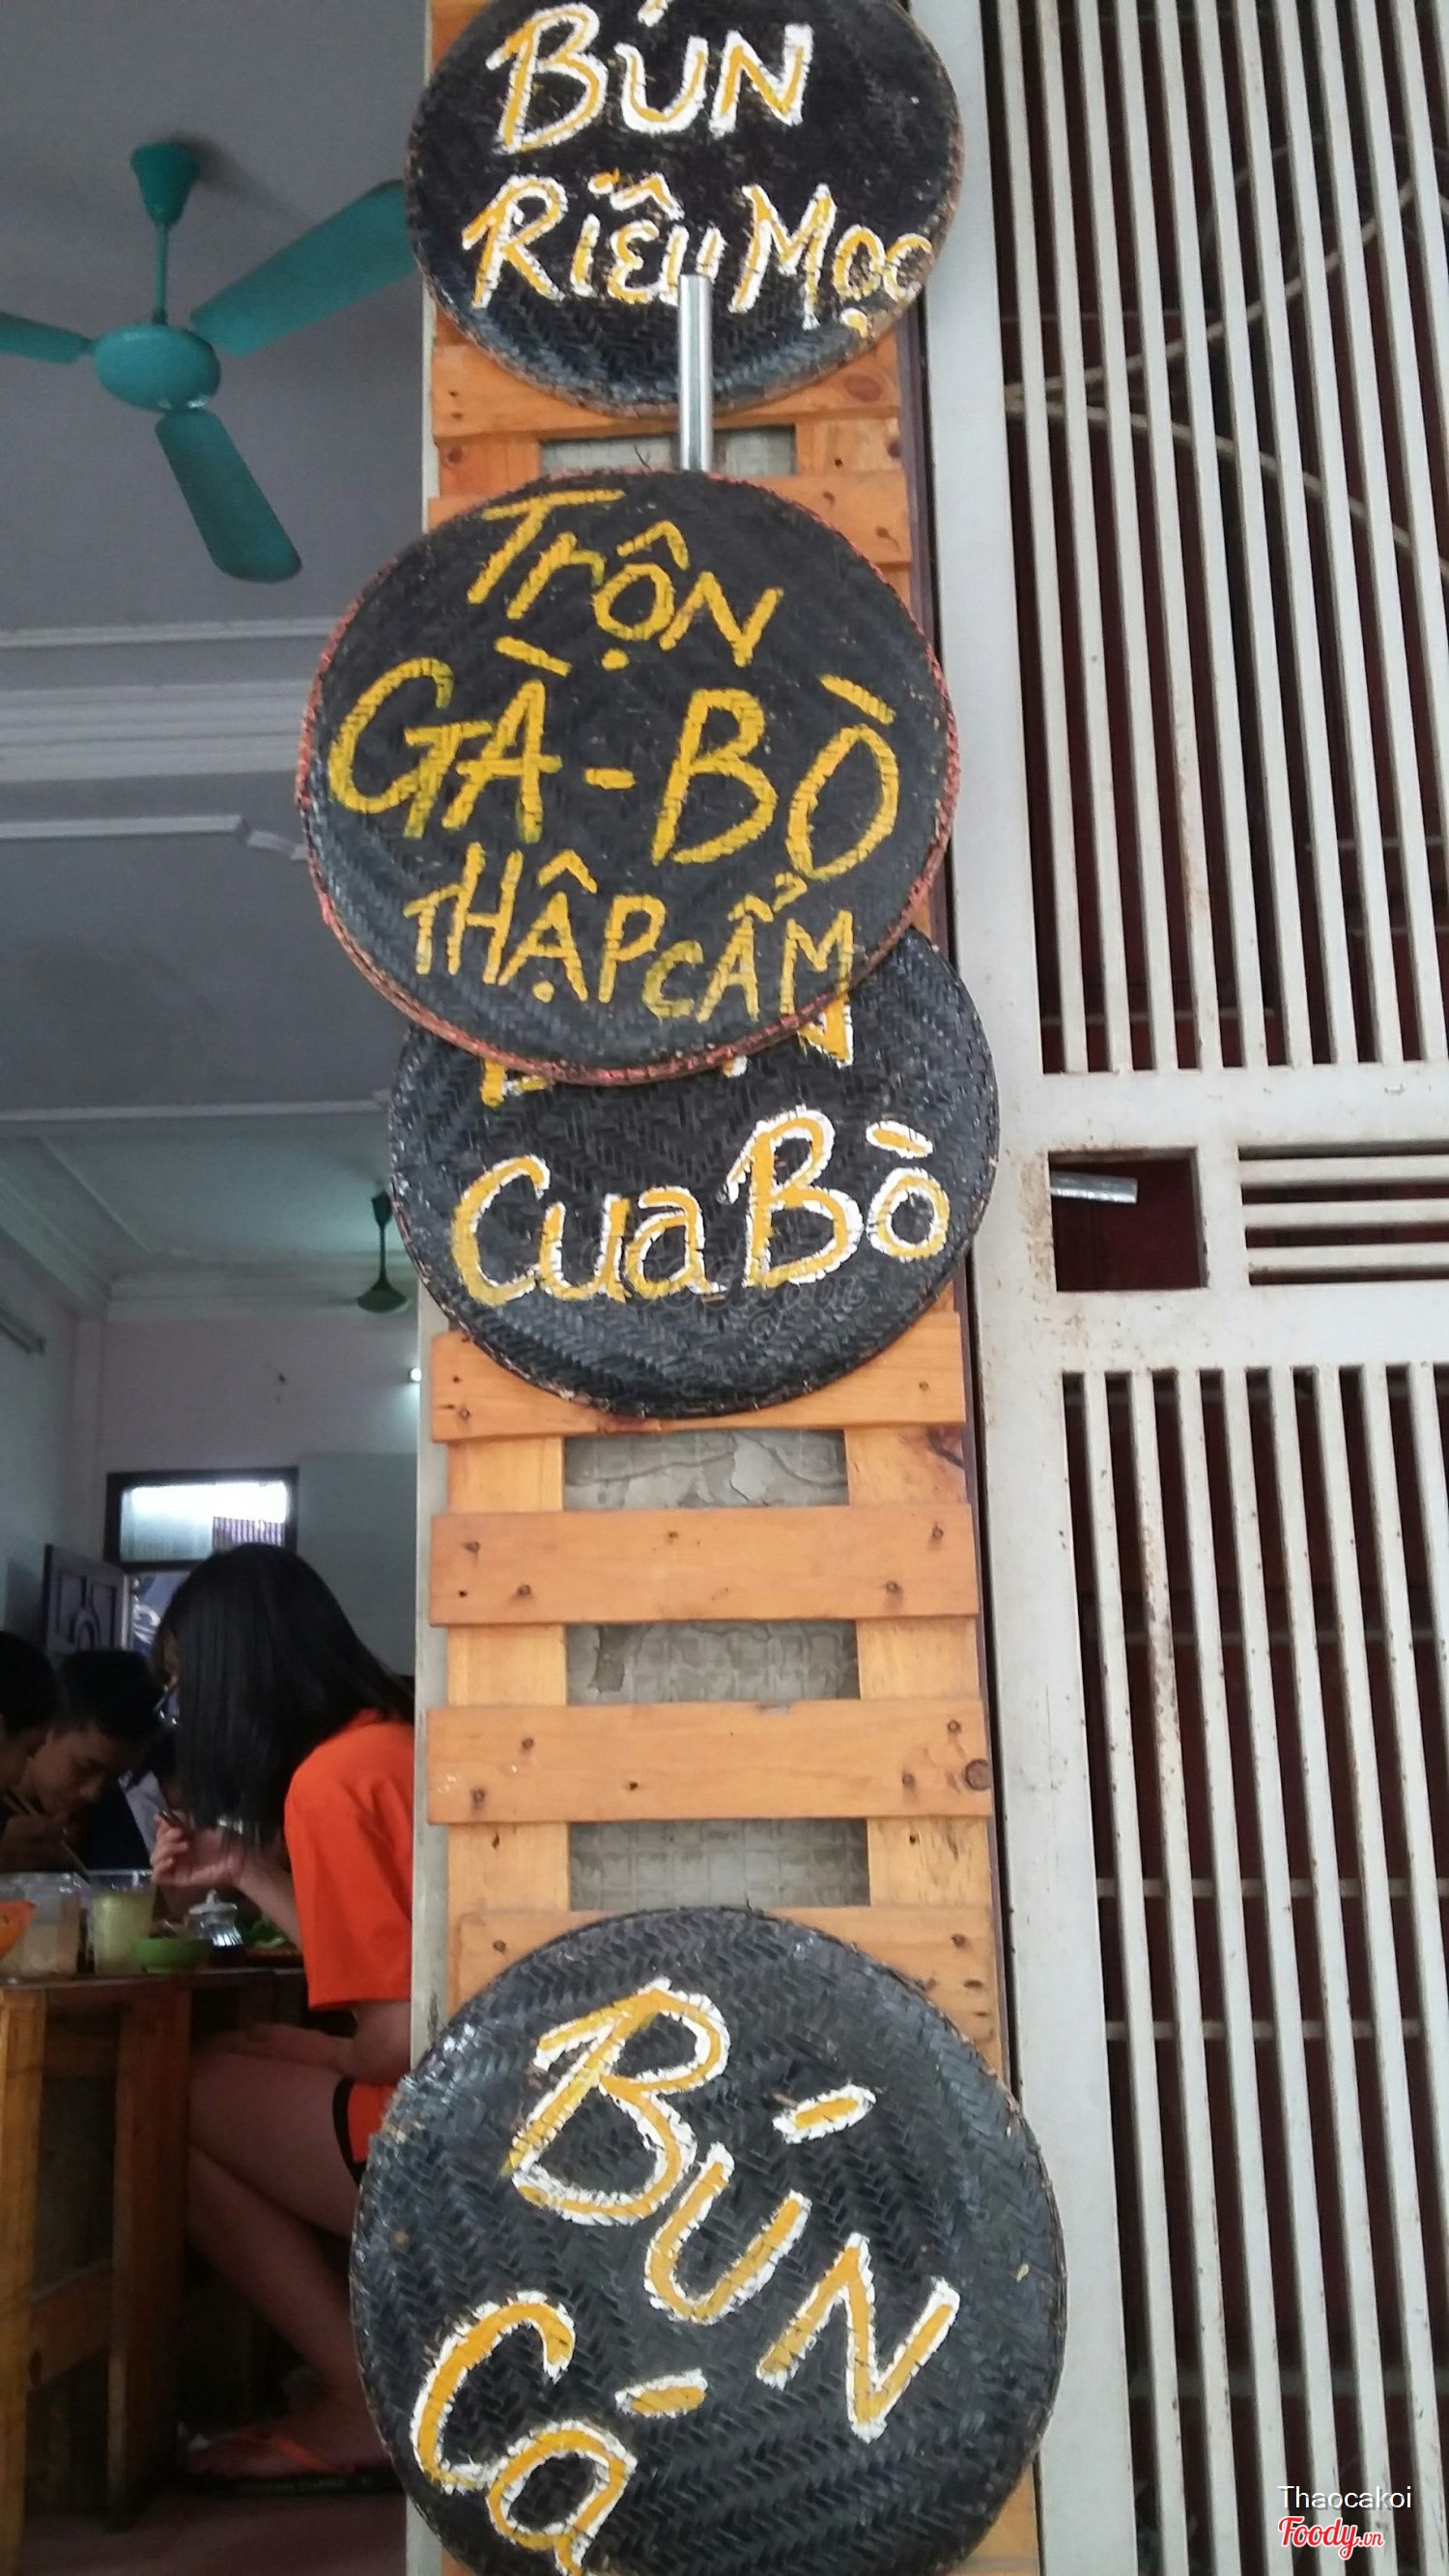 BÚN
RIÊU MỌC
TRỘN
GÀ - BÒ
THẬP CẨM
Cua BÒ
BÚN
Cá
Thaocakoi
Foody.vn